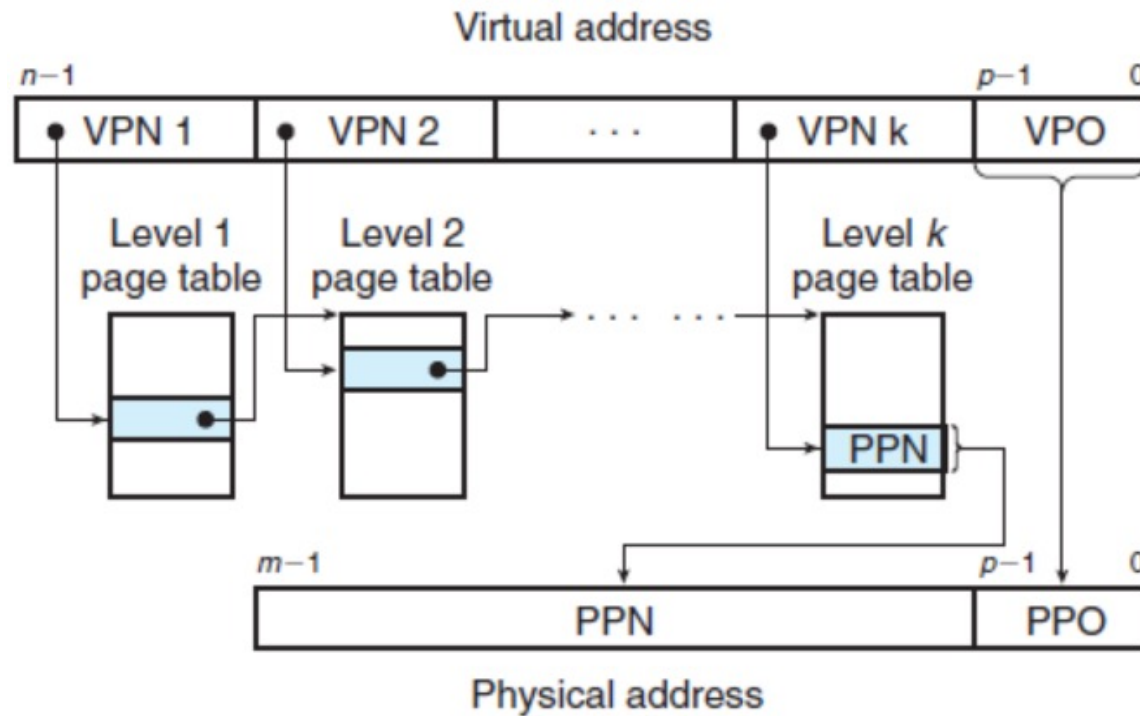 Virtual address
n−1 p−1 0
VPN 1 VPN 2 · · · VPN k VPO
Level 1 Level 2 Level k
page table page table page table
· · · · · ·
PPN
m−1 p−1 0
PPN PPO
Physical address